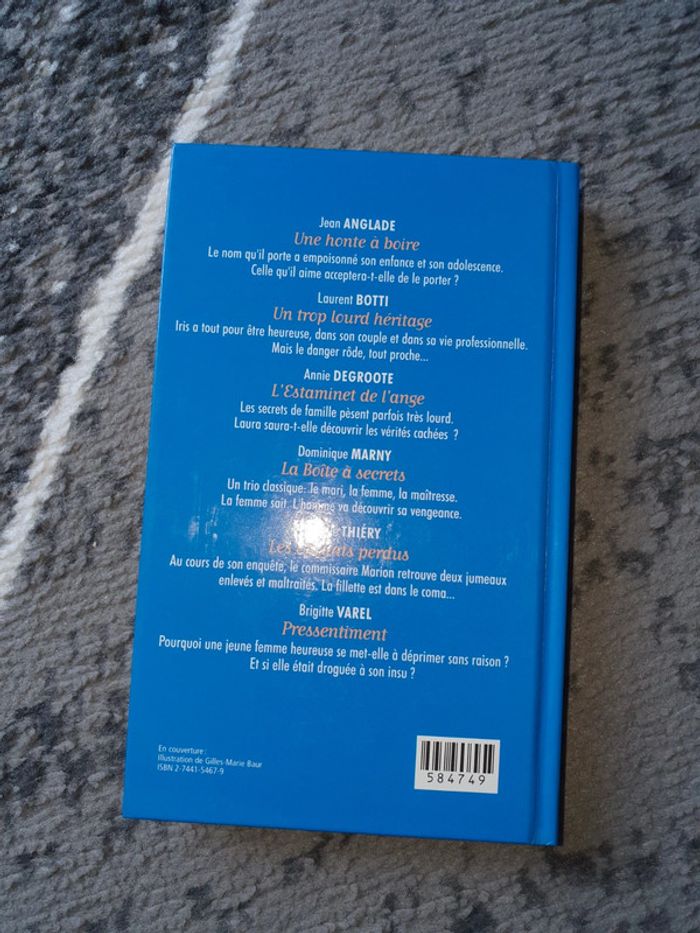 Jean ANGLADE
Une honte à boire
Le nom qu'il porte a empoisonné son enfance et son adolescence.
Celle qu'il aime acceptera-t-elle de le porter ?
Laurent BOTTI
Un trop lourd héritage
Iris a tout pour être heureuse, dans son couple et dans sa vie professionnelle.
Mais le danger rôde, tout proche...
Annie DEGROOTE
L'Estaminet de l'ange
Les secrets de famille pèsent parfois très lourd.
Laura saura-t-elle découvrir les vérités cachées ?
Dominique MARNY
La Boîte à secrets
Un trio classique: le mari, la femme, la maîtresse.
La femme sait. L'homme va découvrir sa vengeance.
THIÉRY
Les perdus
Au cours de son enquête, le commissaire Marion retrouve deux jumeaux
enlevés et maltraités. La fillette est dans le coma...
Brigitte VAREL
Pressentiment
Pourquoi une jeune femme heureuse se met-elle à déprimer sans raison ?
Et si elle était droguée à son insu ?
En couverture :
Illustration de Gilles-Marie Baur
ISBN 2-7441-5467-9
584749